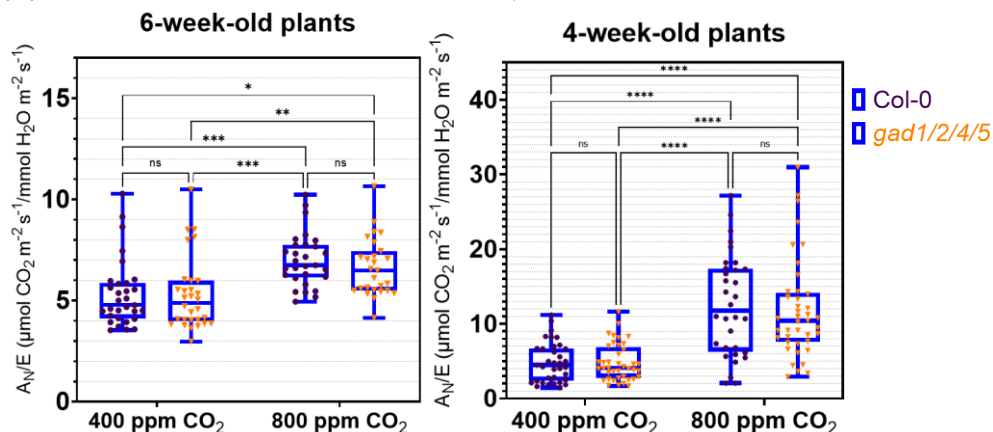 6-week-old plants
A_N/E (µmol CO₂ m⁻² s⁻¹/mmol H₂O m⁻² s⁻¹)
15
10
5
0
*
**
***
ns
***
ns
400 ppm CO₂
800 ppm CO₂
4-week-old plants
A_N/E (µmol CO₂ m⁻² s⁻¹/mmol H₂O m⁻² s⁻¹)
40
30
20
10
0
****
****
****
ns
****
ns
400 ppm CO₂
800 ppm CO₂
Col-0
gad1/2/4/5